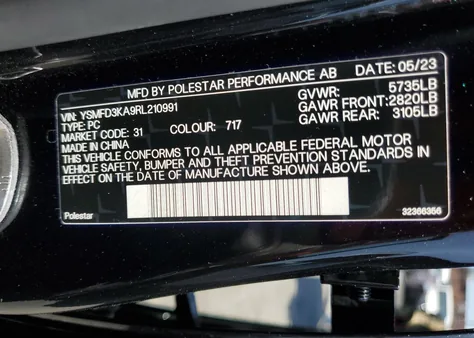 MFD BY POLESTAR PERFORMANCE AB DATE: 05/23
VIN: YSMFD3KA9RL210991 GVWR: 5735LB
TYPE: PC GAWR FRONT: 2820LB
MARKET CODE: 31 COLOUR: 717 GAWR REAR: 3105LB
MADE IN CHINA
THIS VEHICLE CONFORMS TO ALL APPLICABLE FEDERAL MOTOR
VEHICLE SAFETY, BUMPER AND THEFT PREVENTION STANDARDS IN
EFFECT ON THE DATE OF MANUFACTURE SHOWN ABOVE.
Polestar 32366356